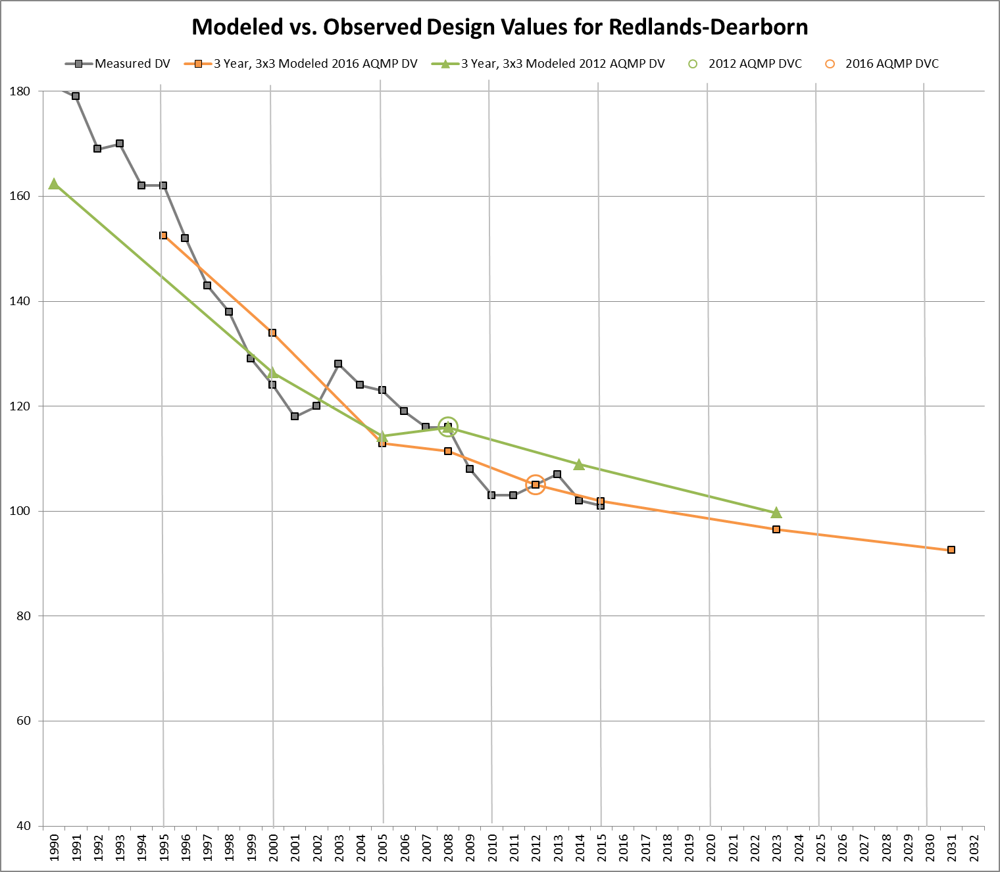 Modeled vs. Observed Design Values for Redlands-Dearborn
Measured DV 3 Year, 3x3 Modeled 2016 AQMP DV 3 Year, 3x3 Modeled 2012 AQMP DV 2012 AQMP DVC 2016 AQMP DVC
180
160
140
120
100
80
60
40
1990 1991 1992 1993 1994 1995 1996 1997 1998 1999 2000 2001 2002 2003 2004 2005 2006 2007 2008 2009 2010 2011 2012 2013 2014 2015 2016 2017 2018 2019 2020 2021 2022 2023 2024 2025 2026 2027 2028 2029 2030 2031 2032